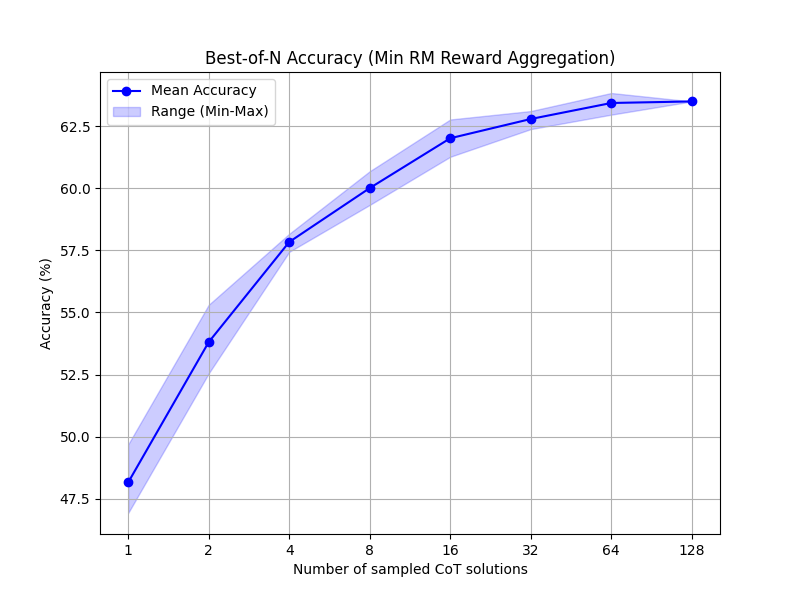 Best-of-N Accuracy (Min RM Reward Aggregation)
Mean Accuracy
Range (Min-Max)
Accuracy (%)
62.5
60.0
57.5
55.0
52.5
50.0
47.5
1 2 4 8 16 32 64 128
Number of sampled CoT solutions